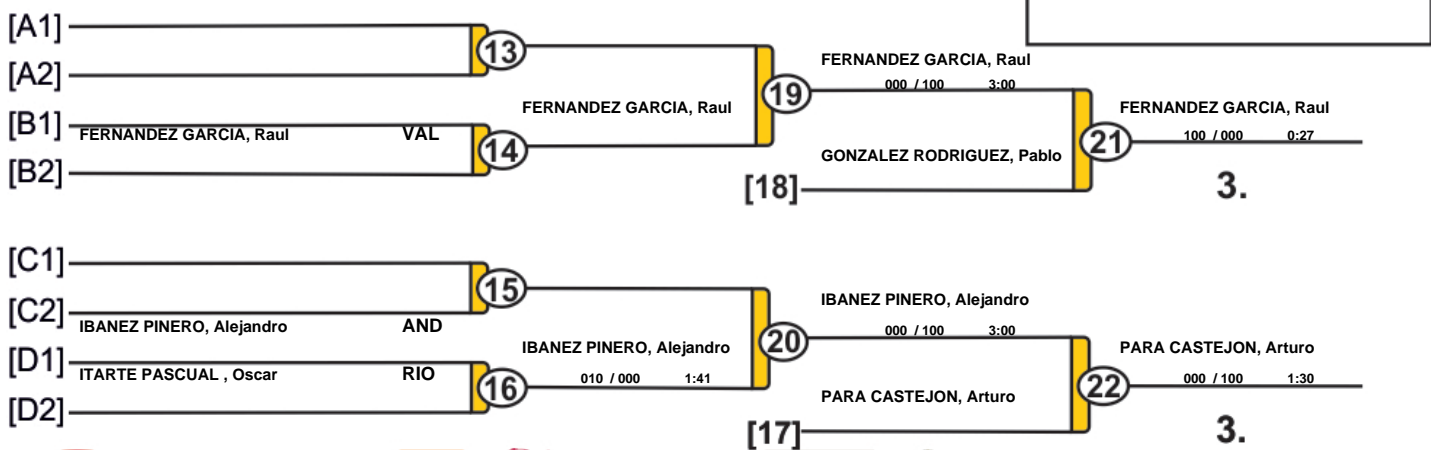 [A1]
13
[A2]
FERNANDEZ GARCIA, Raul
000 / 100 3:00
19
FERNANDEZ GARCIA, Raul
FERNANDEZ GARCIA, Raul
[B1]
FERNANDEZ GARCIA, Raul VAL
14
21
100 / 000 0:27
GONZALEZ RODRIGUEZ, Pablo
[B2]
[18]
3.
[C1]
15
[C2]
IBANEZ PINERO, Alejandro
IBANEZ PINERO, Alejandro AND
000 / 100 3:00
20
IBANEZ PINERO, Alejandro
PARA CASTEJON, Arturo
[D1]
ITARTE PASCUAL , Oscar RIO
16
010 / 000 1:41
22
000 / 100 1:30
PARA CASTEJON, Arturo
[D2]
[17]
3.